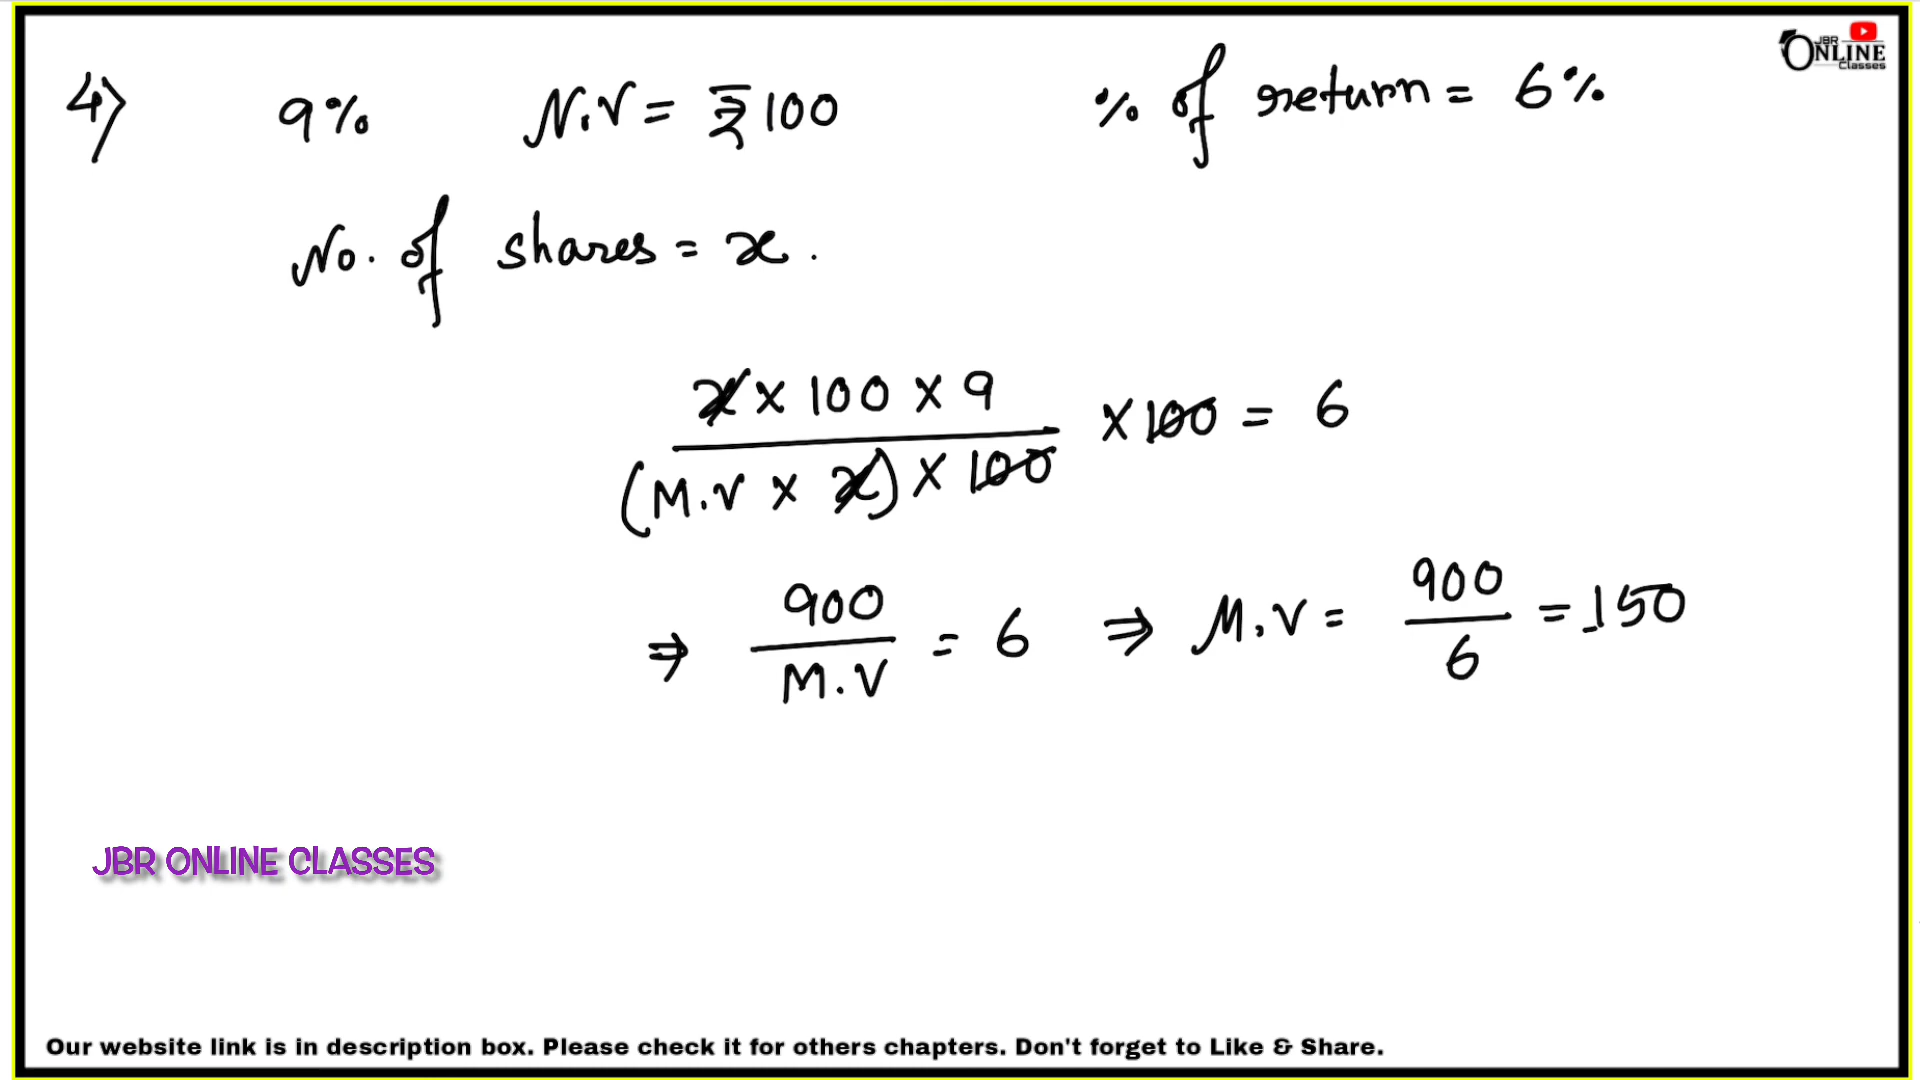 JBR
ONLINE
Classes
4) 9% N.V = ₹100 % of return = 6%
No. of shares = x.
x × 100 × 9
(M.V × x) × 100
× 100 = 6
⇒ 900/M.V = 6 ⇒ M.V = 900/6 = 150
JBR ONLINE CLASSES
Our website link is in description box. Please check it for others chapters. Don't forget to Like & Share.